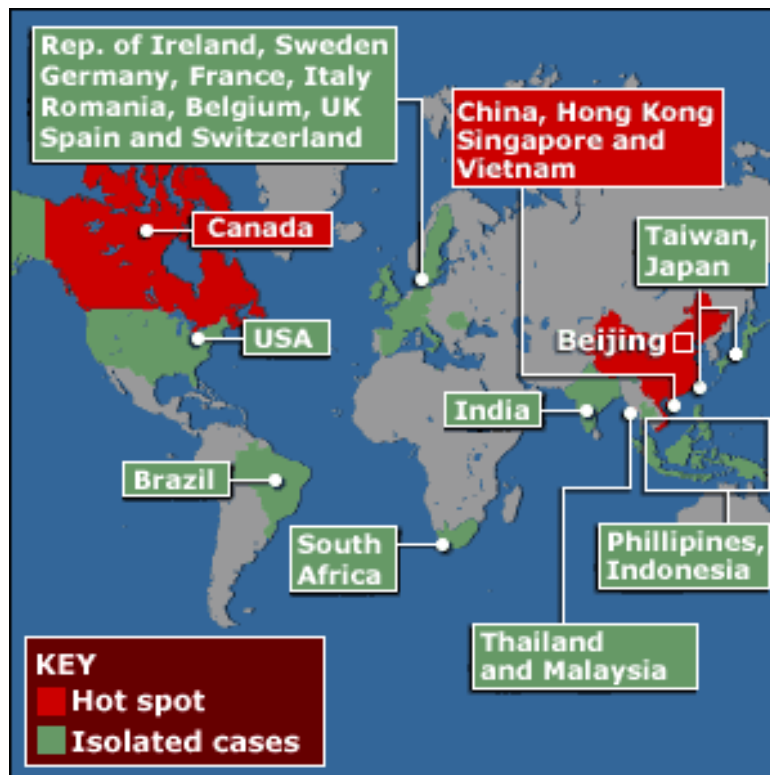 Rep. of Ireland, Sweden
Germany, France, Italy
Romania, Belgium, UK
Spain and Switzerland
China, Hong Kong
Singapore and
Vietnam
Canada
Taiwan,
Japan
USA
Beijing
India
Brazil
South
Africa
Phillipines,
Indonesia
Thailand
and Malaysia
KEY
Hot spot
Isolated cases